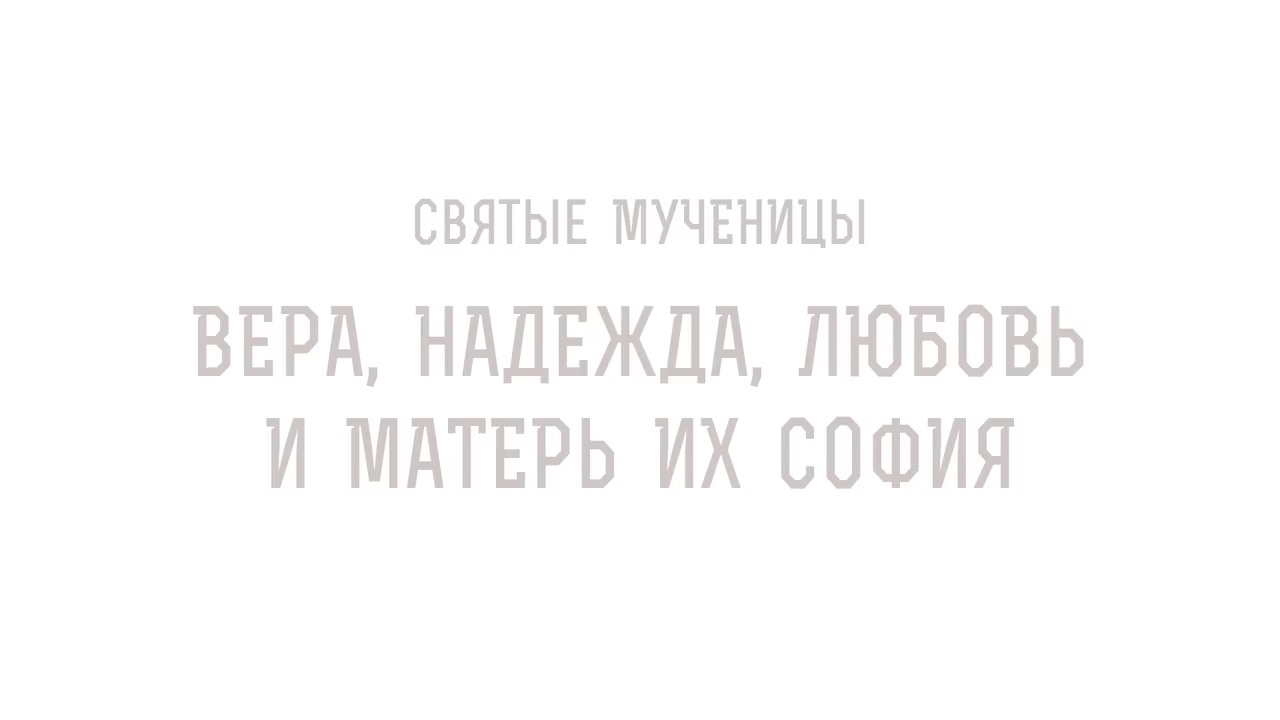 СВЯТЫЕ МУЧЕНИЦЫ
ВЕРА, НАДЕЖДА, ЛЮБОВЬ
И МАТЕРЬ ИХ СОФИЯ